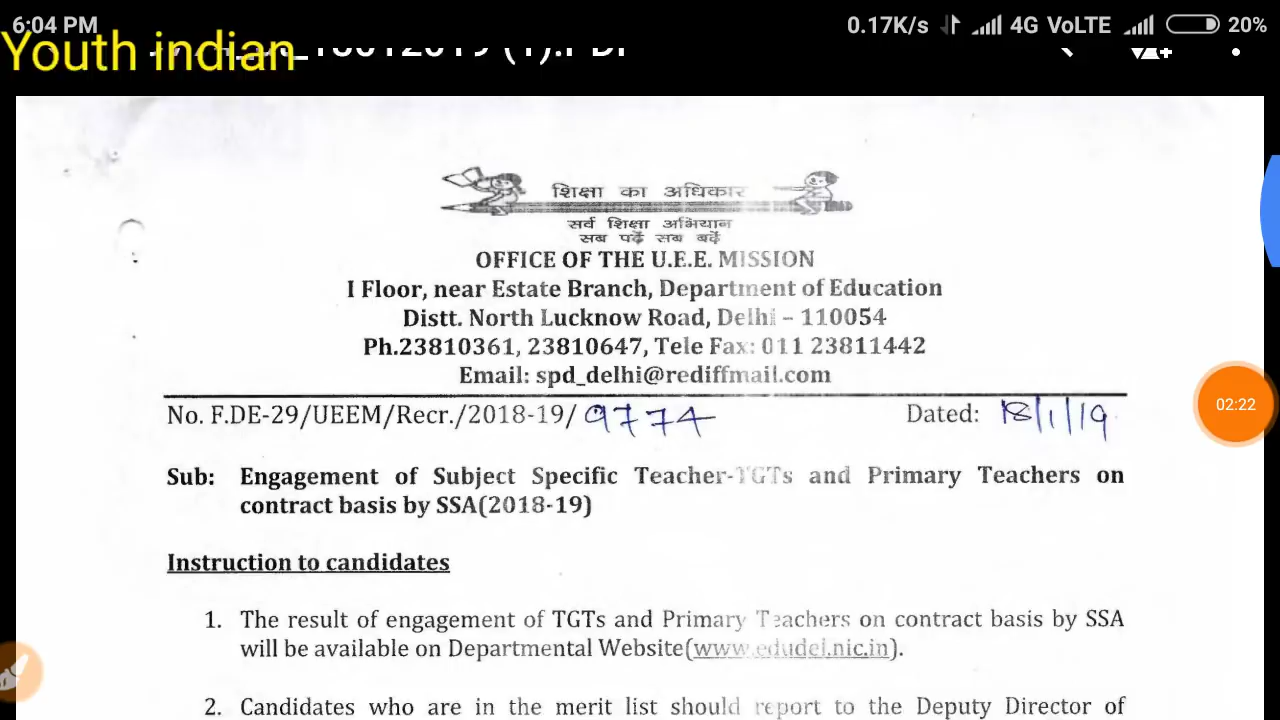 6:04 PM
0.17K/s 4G VoLTE 20%
Youth indian
(1).PDF
शिक्षा का अधिकार
सर्व शिक्षा अभियान
सब पढ़ें सब बढ़ें
OFFICE OF THE U.E.E. MISSION
I Floor, near Estate Branch, Department of Education
Distt. North Lucknow Road, Delhi – 110054
Ph.23810361, 23810647, Tele Fax: 011 23811442
Email: spd_delhi@rediffmail.com
No. F.DE-29/UEEM/Recr./2018-19/ 9774 Dated: 18/1/19
Sub: Engagement of Subject Specific Teacher-TGTs and Primary Teachers on
contract basis by SSA(2018-19)
Instruction to candidates
1. The result of engagement of TGTs and Primary Teachers on contract basis by SSA
will be available on Departmental Website(www.edudel.nic.in).
2. Candidates who are in the merit list should report to the Deputy Director of
02:22